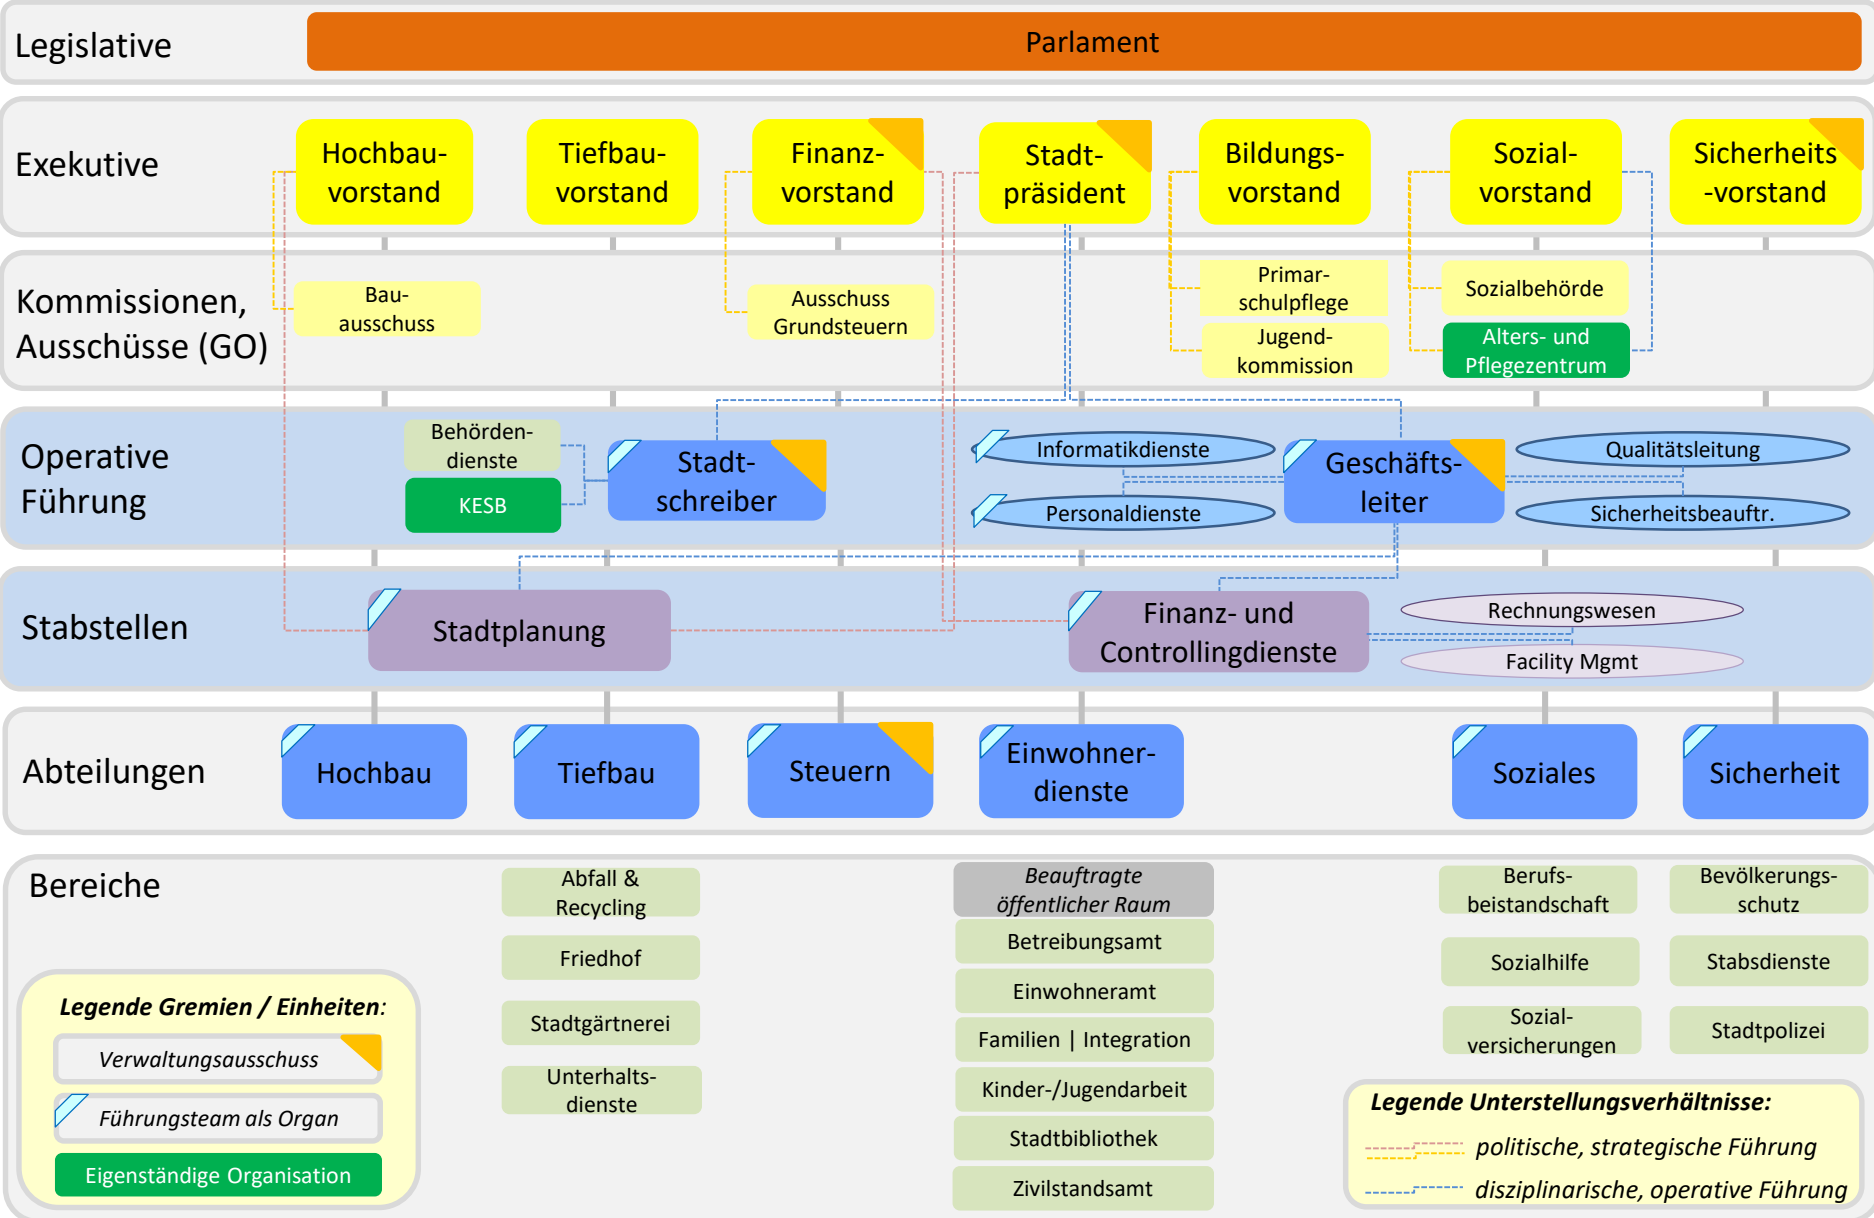 Legislative
Parlament
Exekutive
Hochbau-
vorstand
Tiefbau-
vorstand
Finanz-
vorstand
Stadt-
präsident
Bildungs-
vorstand
Sozial-
vorstand
Sicherheits
-vorstand
Kommissionen,
Ausschüsse (GO)
Bau-
ausschuss
Ausschuss
Grundsteuern
Primar-
schulpflege
Jugend-
kommission
Sozialbehörde
Alters- und
Pflegezentrum
Operative
Führung
Behörden-
dienste
KESB
Stadt-
schreiber
Informatikdienste
Personaldienste
Geschäfts-
leiter
Qualitätsleitung
Sicherheitsbeauftr.
Stabstellen
Stadtplanung
Finanz- und
Controllingdienste
Rechnungswesen
Facility Mgmt
Abteilungen
Hochbau
Tiefbau
Steuern
Einwohner-
dienste
Soziales
Sicherheit
Bereiche
Abfall &
Recycling
Friedhof
Stadtgärtnerei
Unterhalts-
dienste
Beauftragte
öffentlicher Raum
Betreibungsamt
Einwohneramt
Familien | Integration
Kinder-/Jugendarbeit
Stadtbibliothek
Zivilstandsamt
Berufs-
beistandschaft
Sozialhilfe
Sozial-
versicherungen
Bevölkerungs-
schutz
Stabsdienste
Stadtpolizei
Legende Gremien / Einheiten:
Verwaltungsausschuss
Führungsteam als Organ
Eigenständige Organisation
Legende Unterstellungsverhältnisse:
politische, strategische Führung
disziplinarische, operative Führung